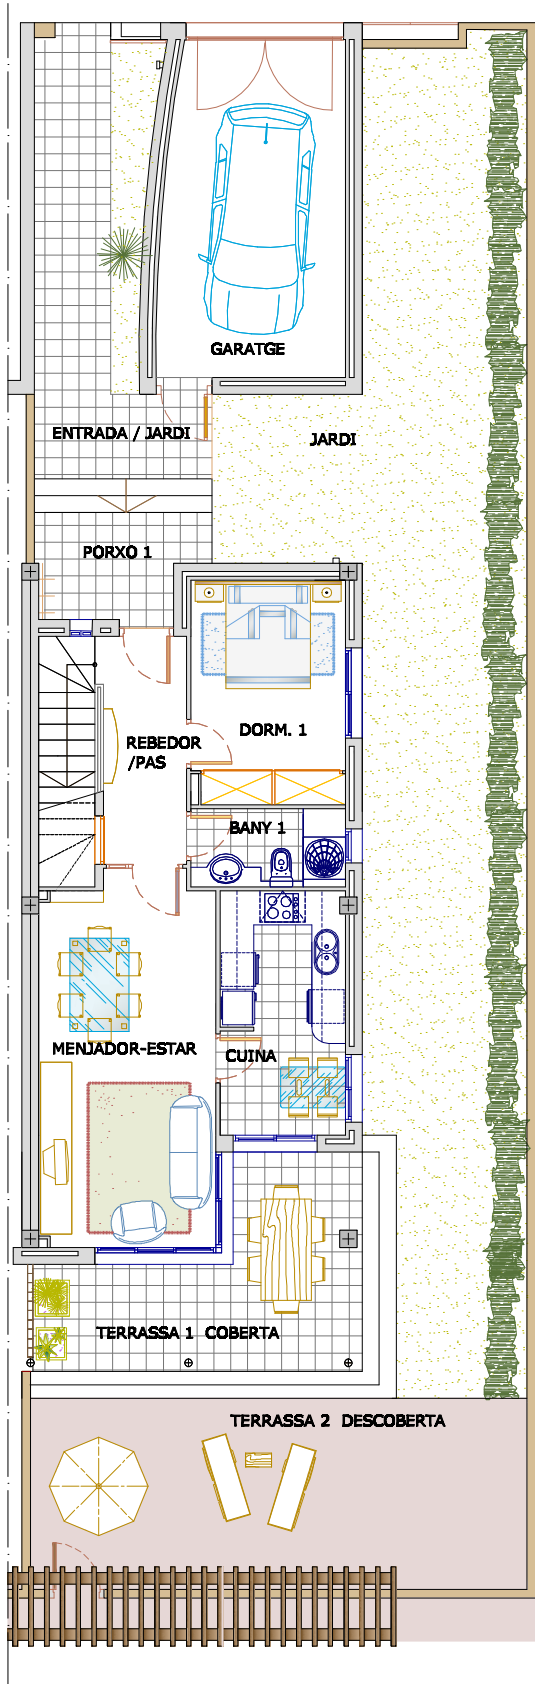 GARATGE
ENTRADA / JARDI
JARDI
PORXO 1
DORM. 1
REBEDOR
/PAS
BANY 1
MENJADOR-ESTAR
CUINA
TERRASSA 1 COBERTA
TERRASSA 2 DESCOBERTA